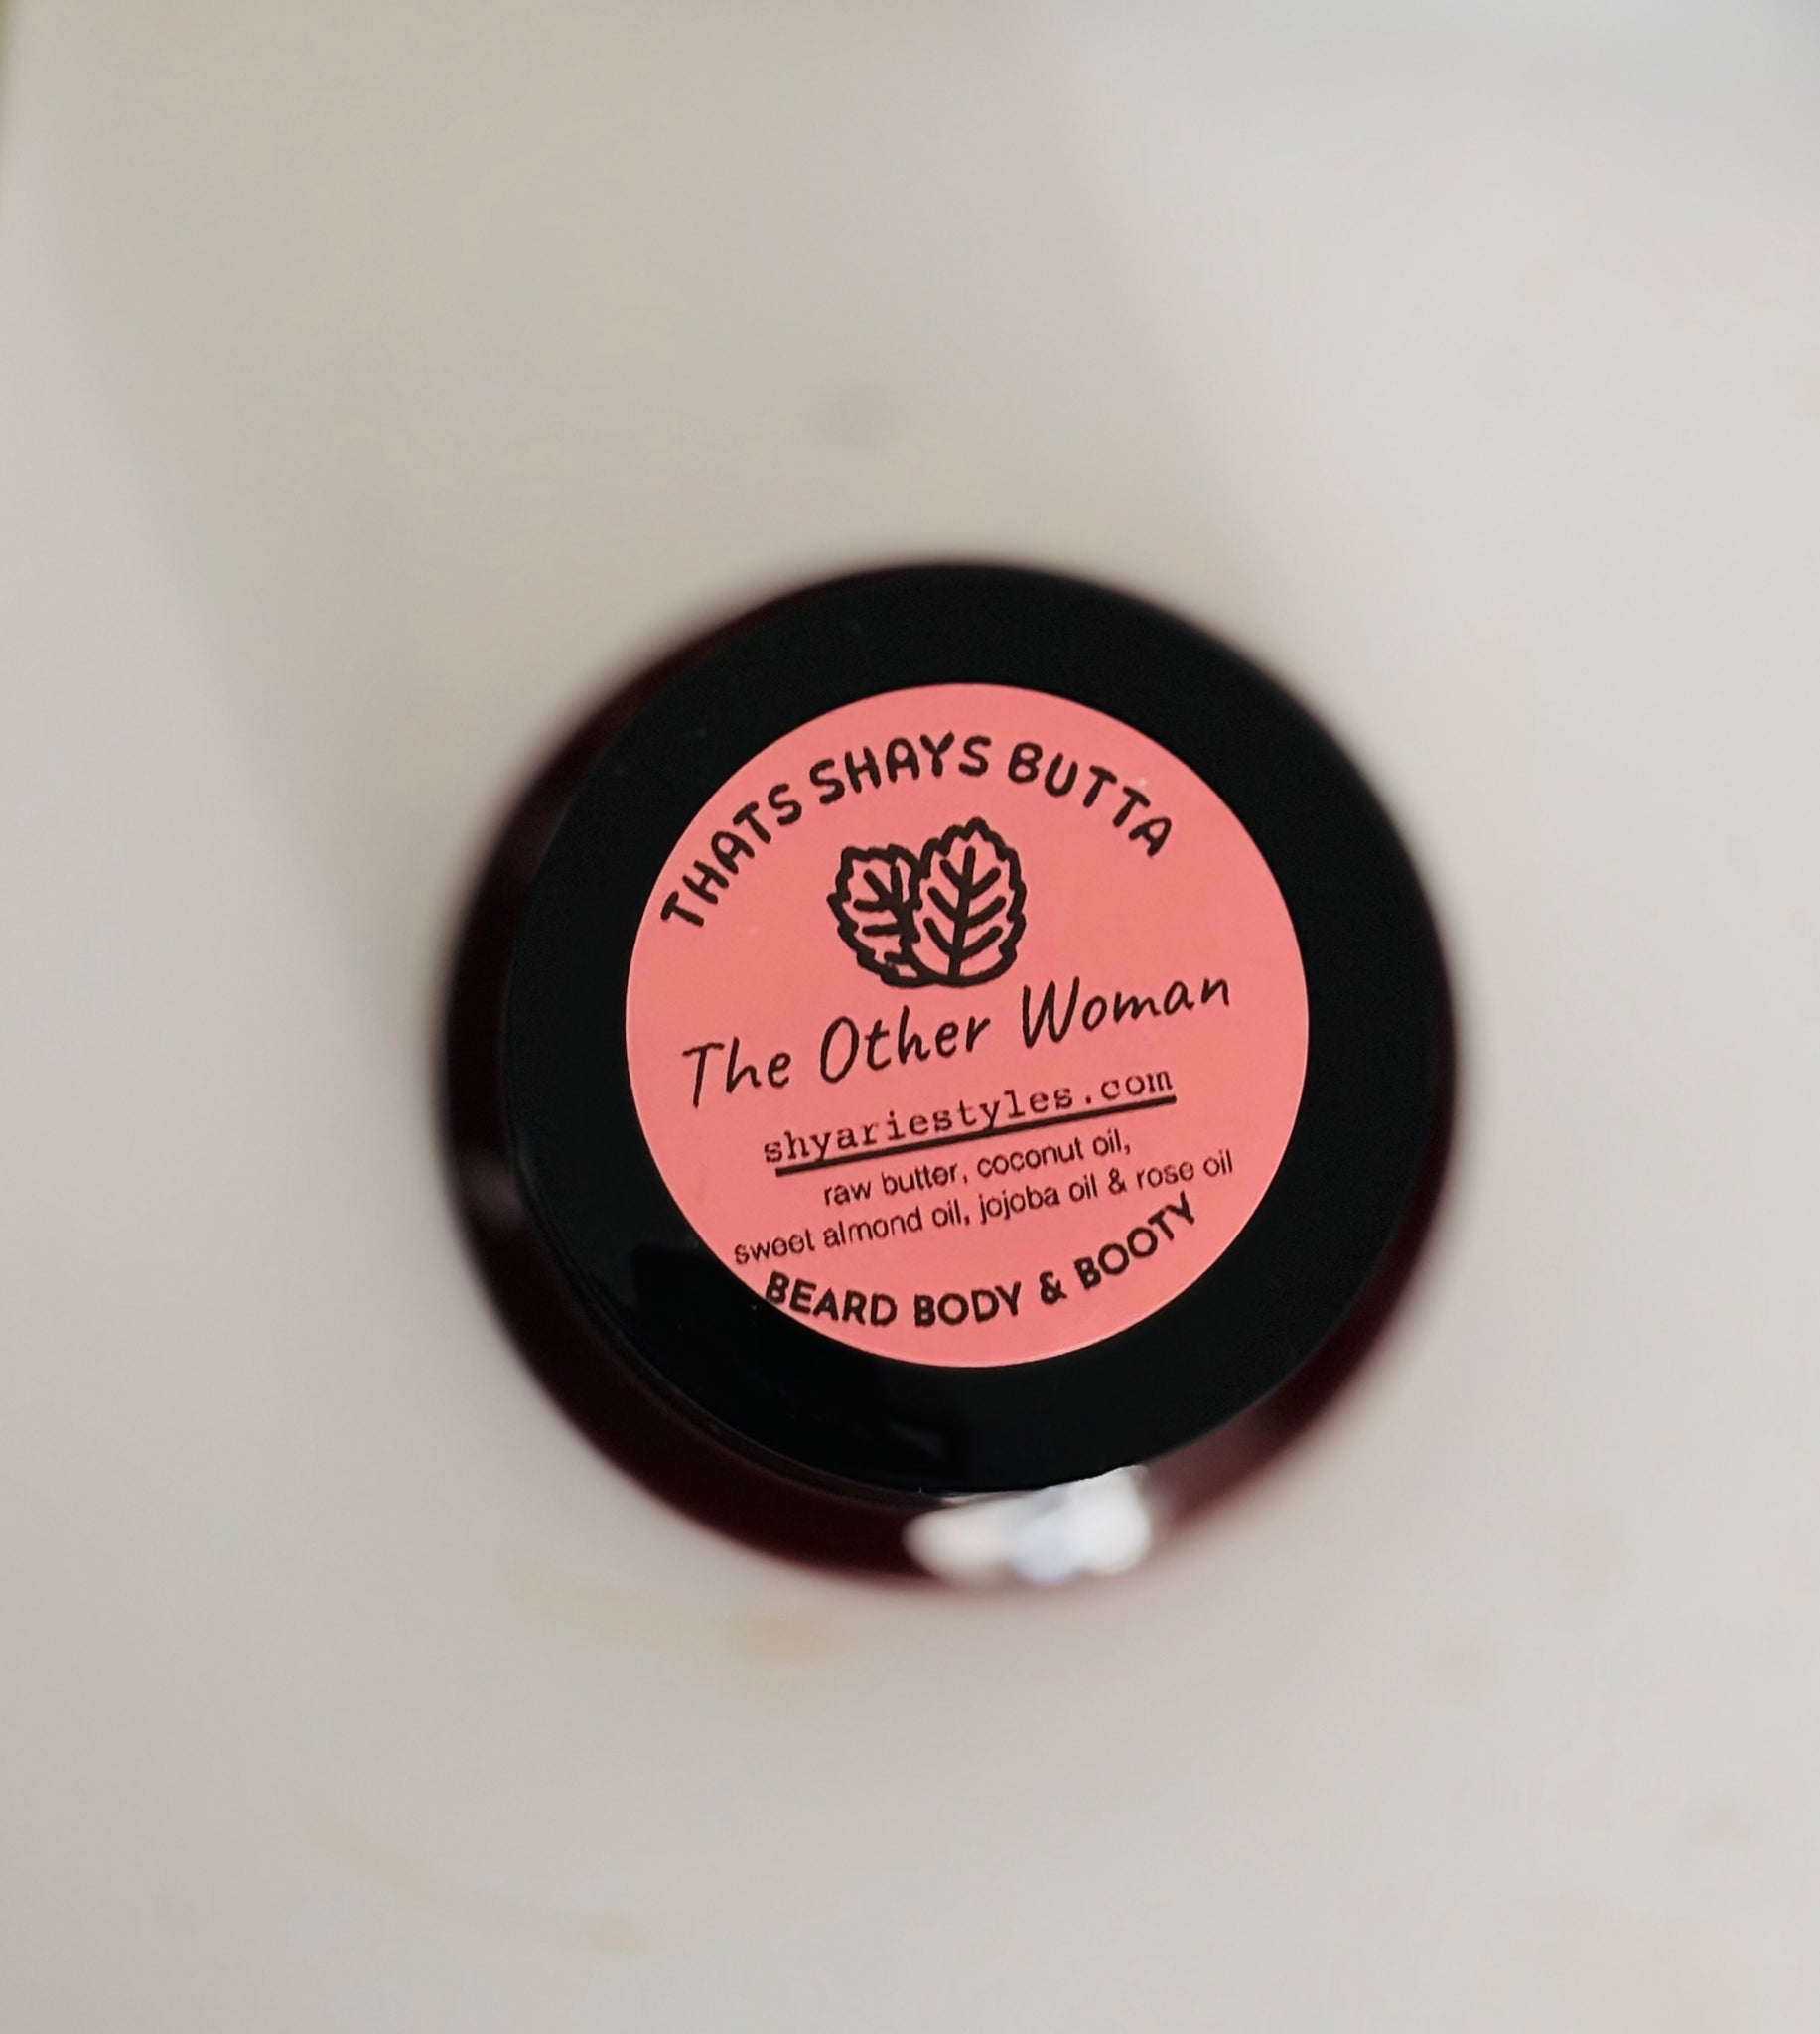 THATS SHAYS BUTTA
The Other Woman
shyariestyles.com
raw butter, coconut oil,
sweet almond oil, jojoba oil & rose oil
BEARD BODY & BOOTY